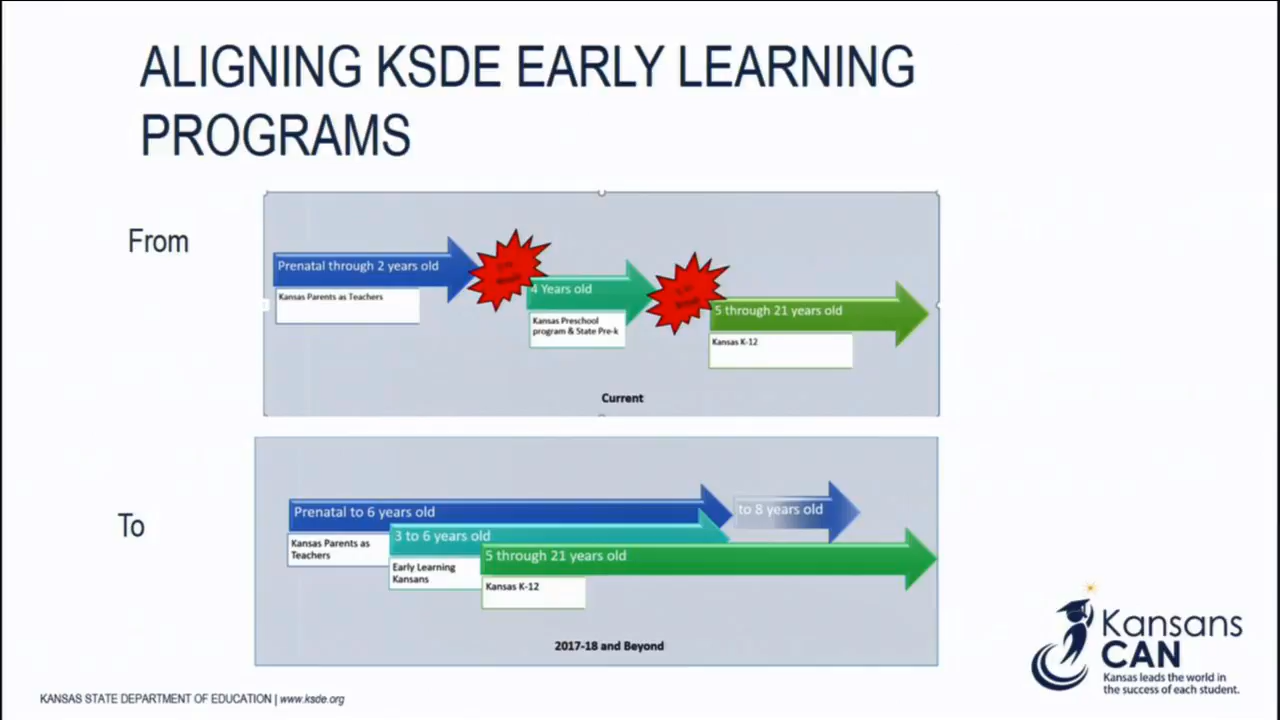 ALIGNING KSDE EARLY LEARNING
PROGRAMS
From
Prenatal through 2 years old
Kansas Parents as Teachers
4 Years old
Kansas Preschool
program & State Pre-k
5 through 21 years old
Kansas K-12
Current
To
Prenatal to 6 years old
to 8 years old
Kansas Parents as
Teachers
3 to 6 years old
Early Learning
Kansans
5 through 21 years old
Kansas K-12
2017-18 and Beyond
Kansans
CAN
Kansas leads the world in
the success of each student.
KANSAS STATE DEPARTMENT OF EDUCATION | www.ksde.org